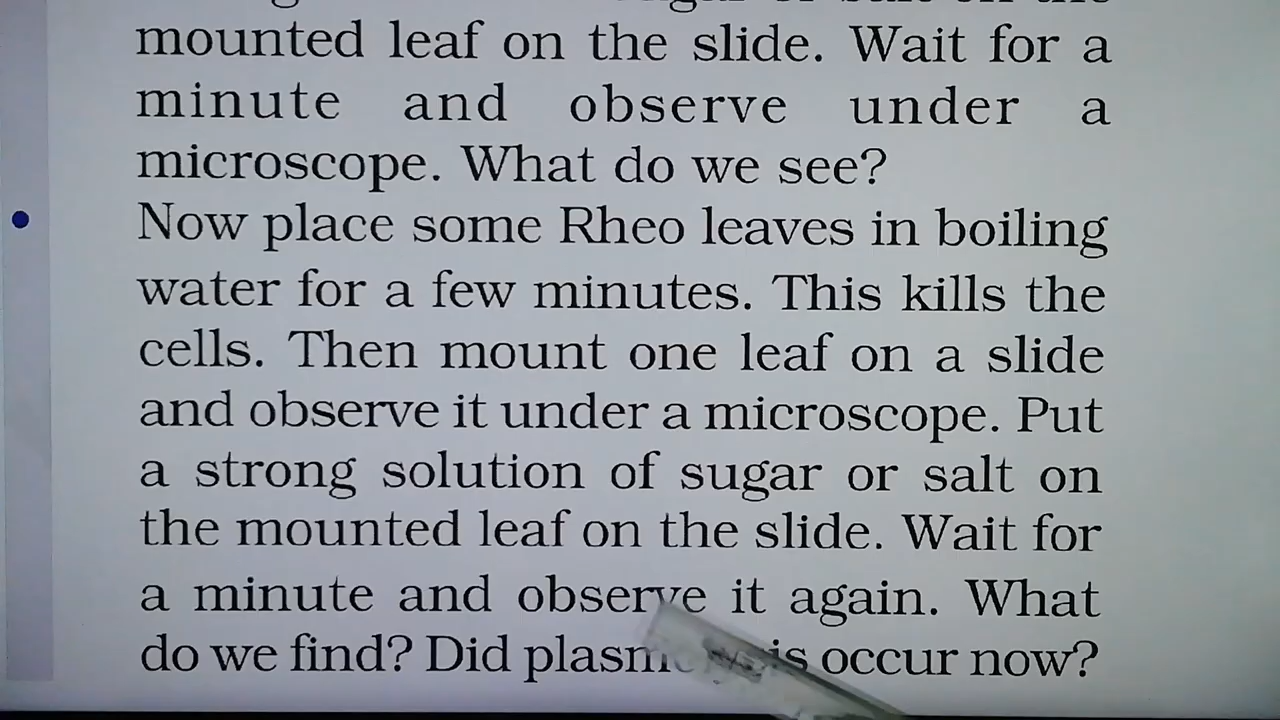 mounted leaf on the slide. Wait for a
minute and observe under a
microscope. What do we see?
Now place some Rheo leaves in boiling
water for a few minutes. This kills the
cells. Then mount one leaf on a slide
and observe it under a microscope. Put
a strong solution of sugar or salt on
the mounted leaf on the slide. Wait for
a minute and observe it again. What
do we find? Did plasmolysis occur now?